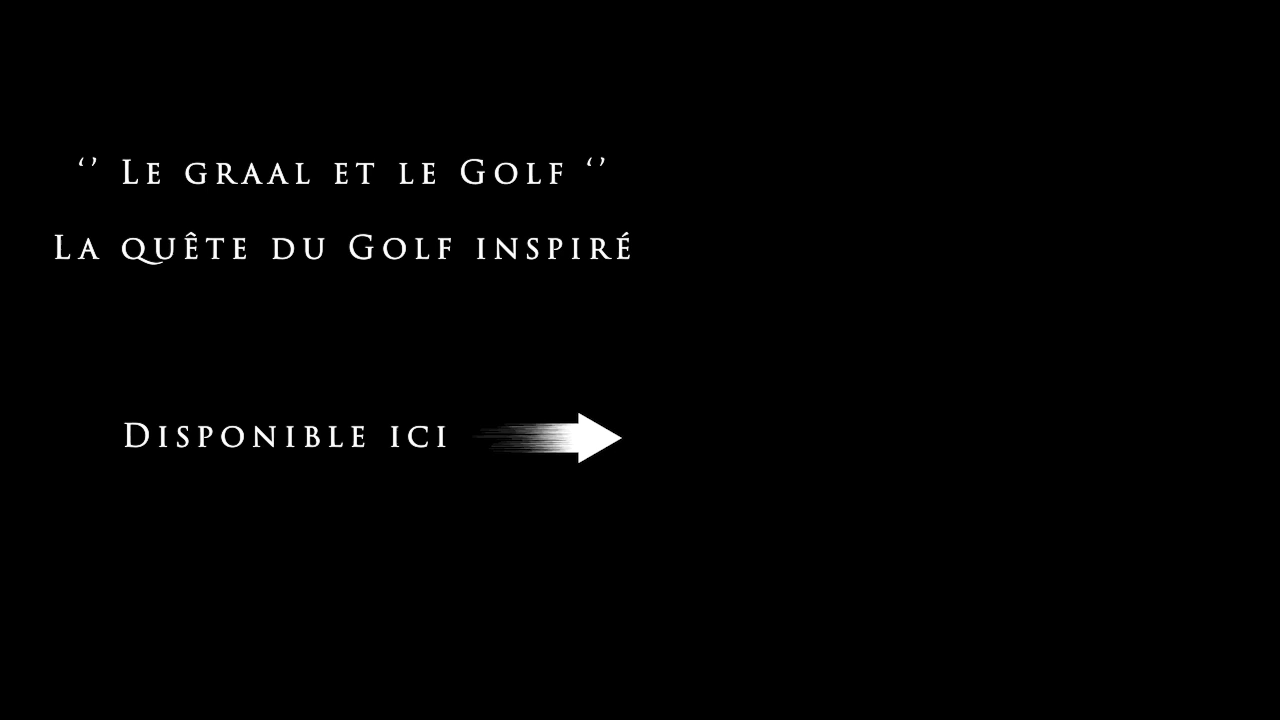 ‘’ Le graal et le Golf ‘’
La quête du Golf inspiré
Disponible ici